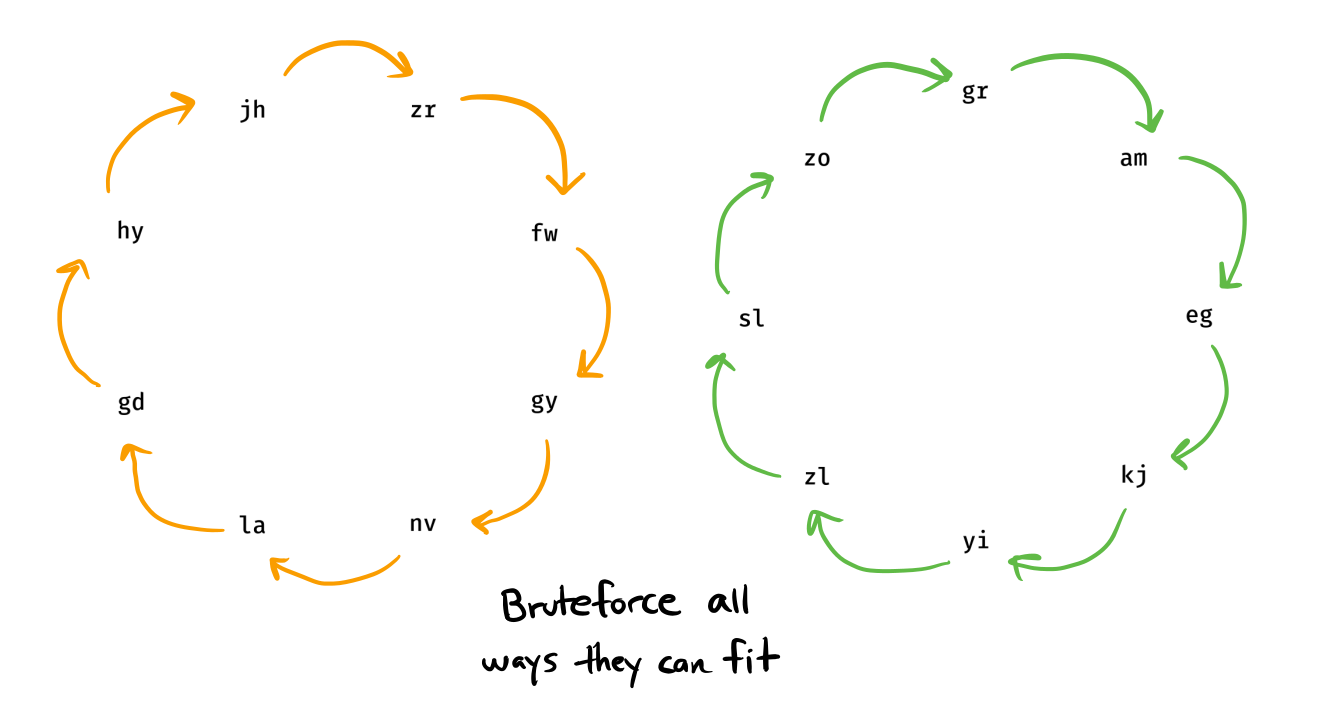 gr
jh zr
zo am
hy fw
eg
sl
gd gy
kj
zl
la nv
yi
Bruteforce all
ways they can fit